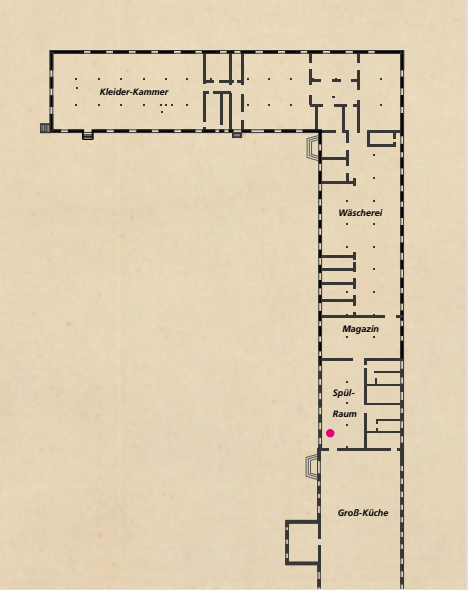 Kleider-Kammer
Wäscherei
Magazin
Spül-
Raum
Groß-Küche